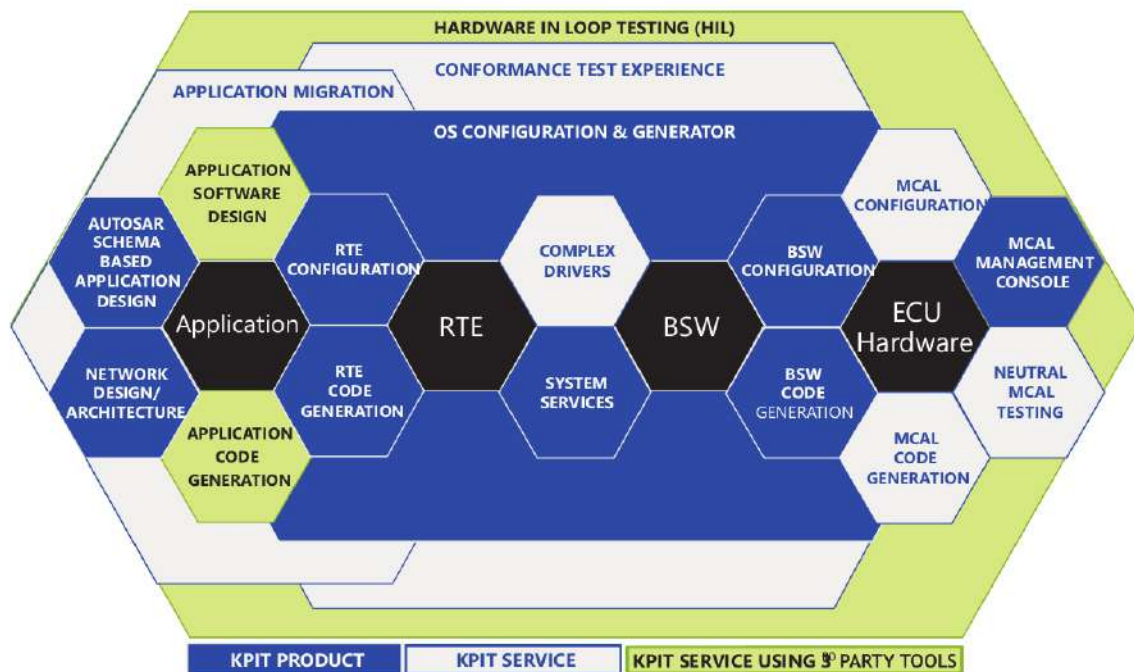 HARDWARE IN LOOP TESTING (HIL)
CONFORMANCE TEST EXPERIENCE
APPLICATION MIGRATION
OS CONFIGURATION & GENERATOR
APPLICATION
SOFTWARE
DESIGN
MCAL
CONFIGURATION
AUTOSAR
SCHEMA
BASED
APPLICATION
DESIGN
RTE
CONFIGURATION
COMPLEX
DRIVERS
BSW
CONFIGURATION
MCAL
MANAGEMENT
CONSOLE
Application
RTE
BSW
ECU
Hardware
NETWORK
DESIGN/
ARCHITECTURE
RTE
CODE
GENERATION
SYSTEM
SERVICES
BSW
CODE
GENERATION
NEUTRAL
MCAL
TESTING
APPLICATION
CODE
GENERATION
MCAL
CODE
GENERATION
KPIT PRODUCT
KPIT SERVICE
KPIT SERVICE USING PARTY TOOLS